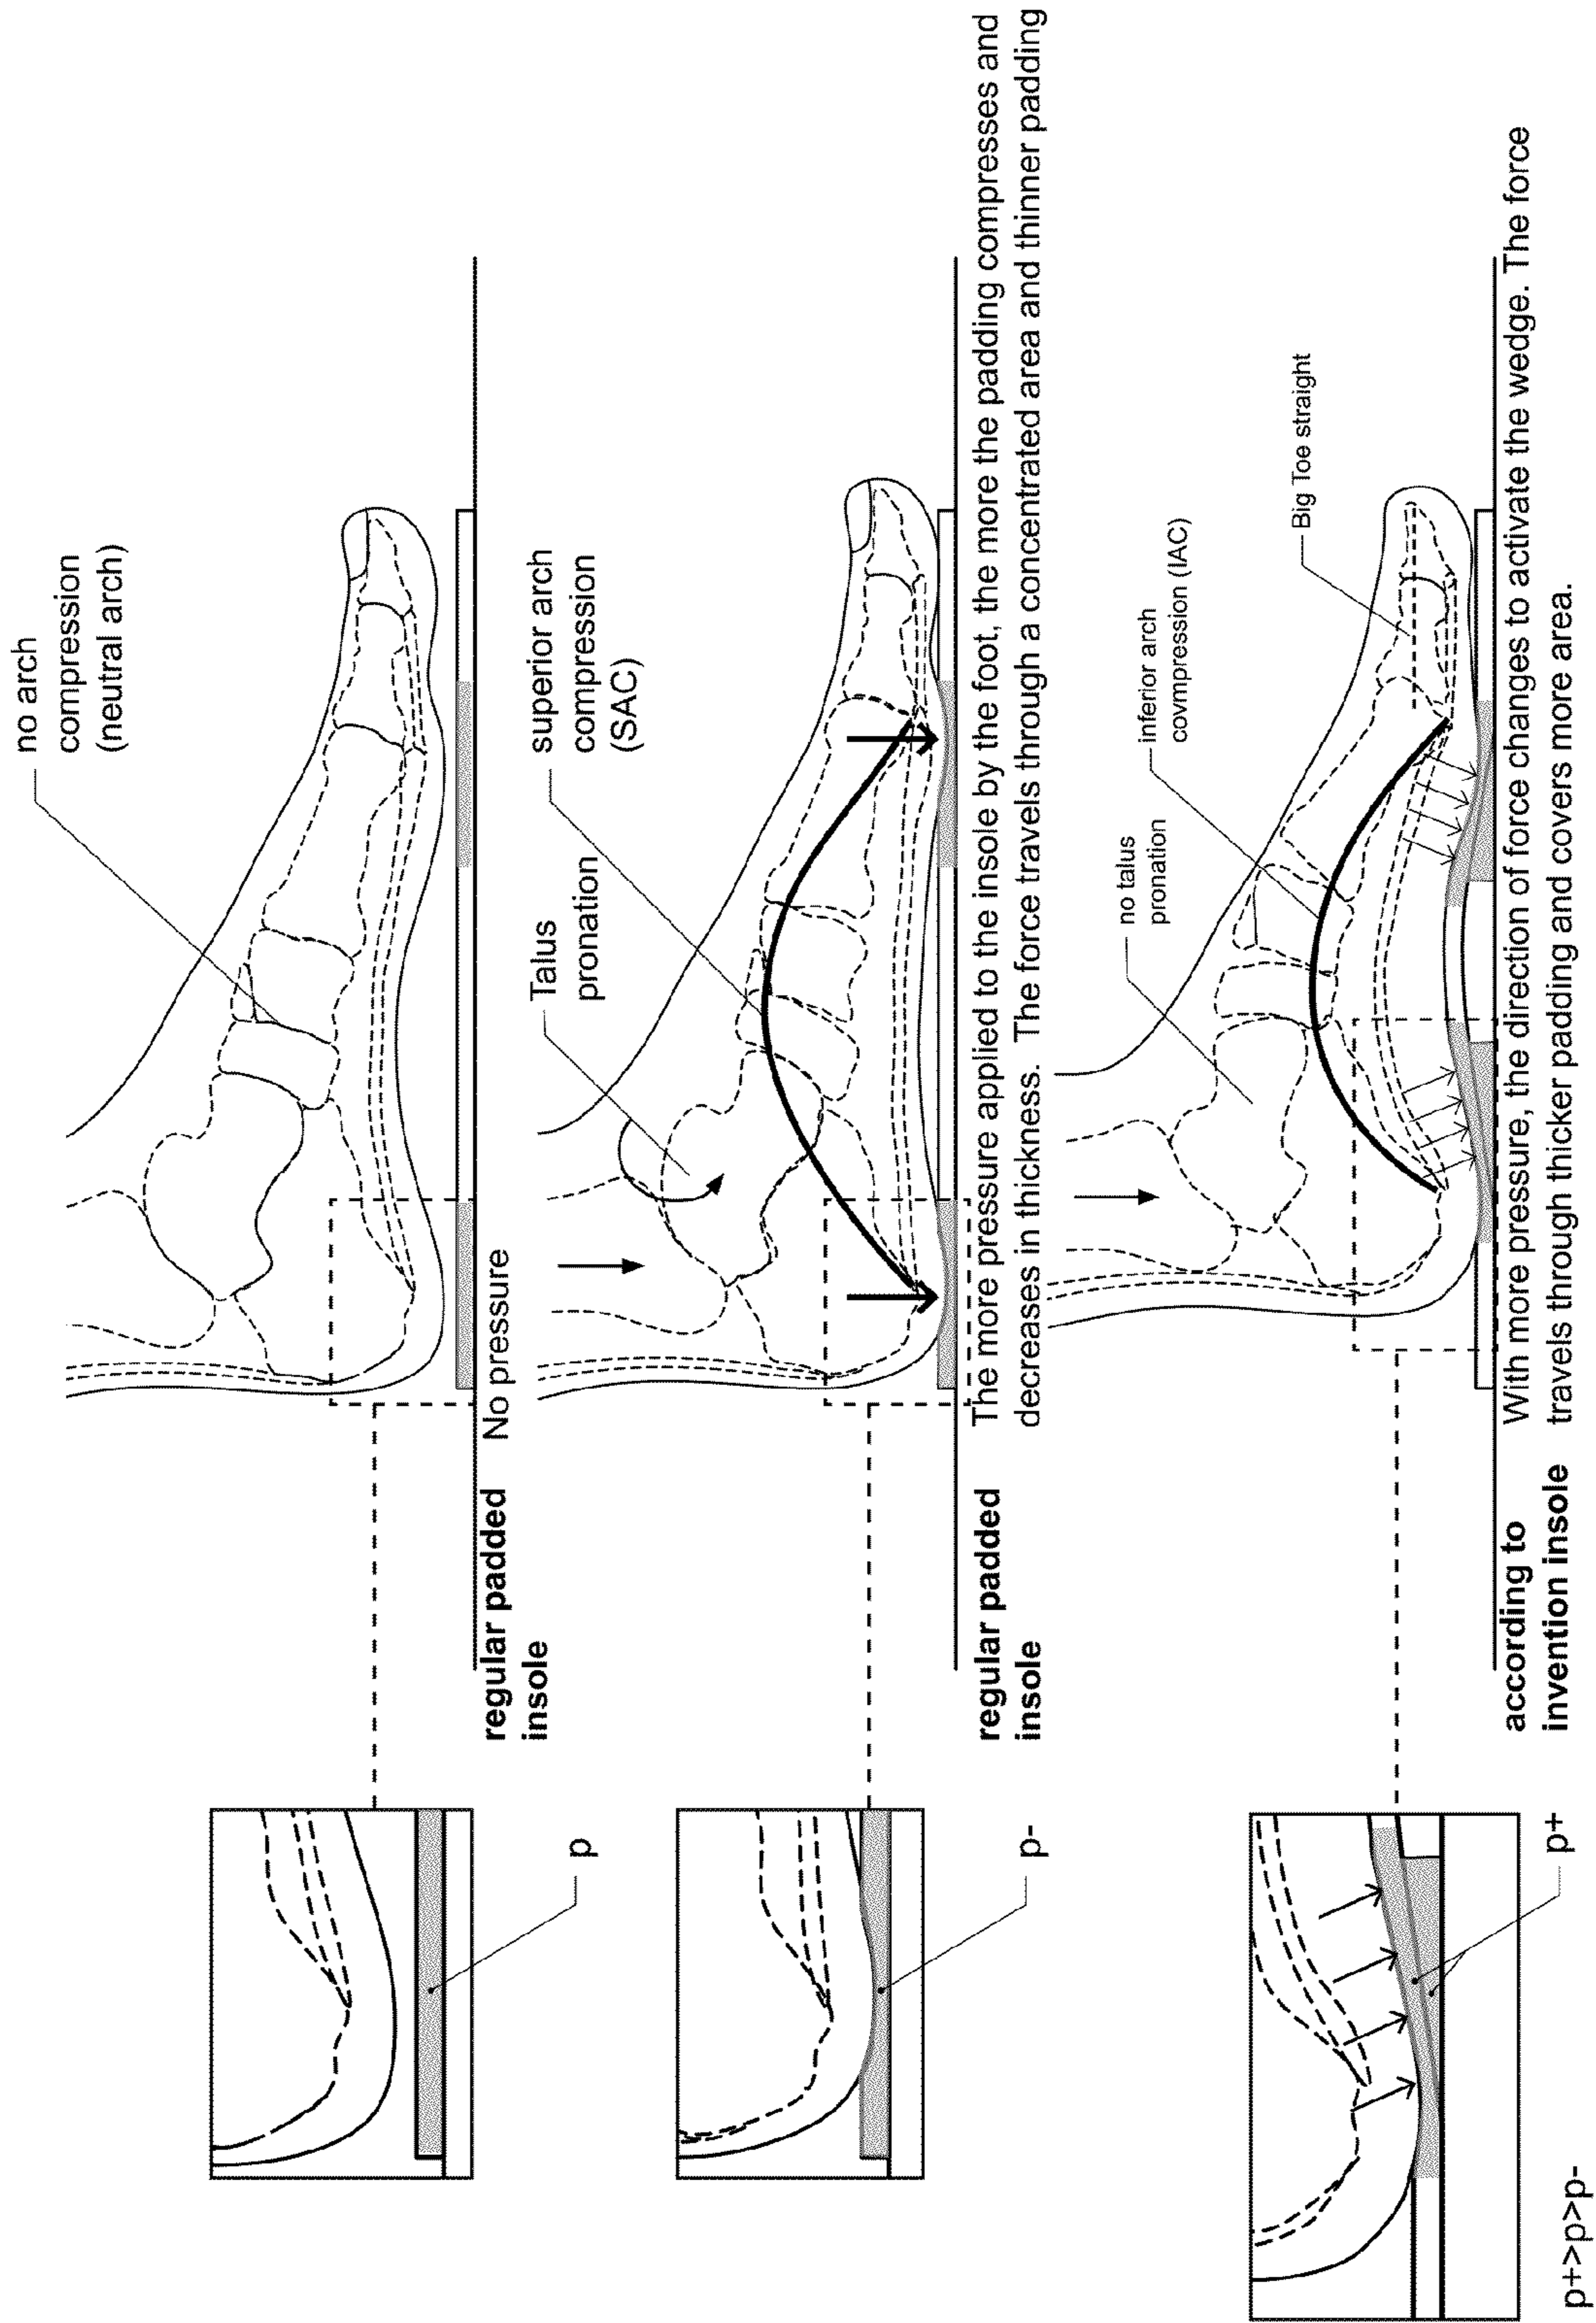 no arch
compression
(neutral arch)
No pressure
regular padded
insole
p
superior arch
compression
(SAC)
Talus
pronation
The more pressure applied to the insole by the foot, the more the padding compresses and
decreases in thickness. The force travels through a concentrated area and thinner padding
regular padded
insole
p-
Big Toe straight
inferior arch
covmpression (IAC)
no talus
pronation
With more pressure, the direction of force changes to activate the wedge. The force
travels through thicker padding and covers more area.
according to
invention insole
p+
p+>p>p-